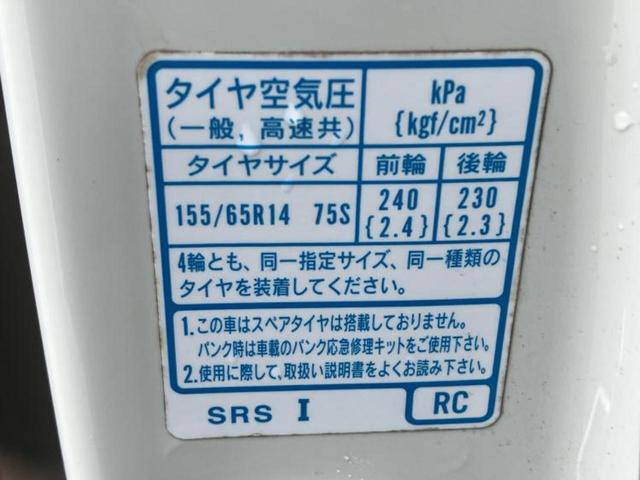 タイヤ空気圧
(一般, 高速共)
kPa
{kgf/cm²}
タイヤサイズ 前輪 後輪
155/65R14 75S 240 230
{2.4} {2.3}
4輪とも、同一指定サイズ、同一種類の
タイヤを装着してください。
1.この車はスペアタイヤは搭載しておりません。
パンク時は車載のパンク応急修理キットをご使用下さい。
2.使用に際して、取扱い説明書をよくお読み下さい。
SRS I RC